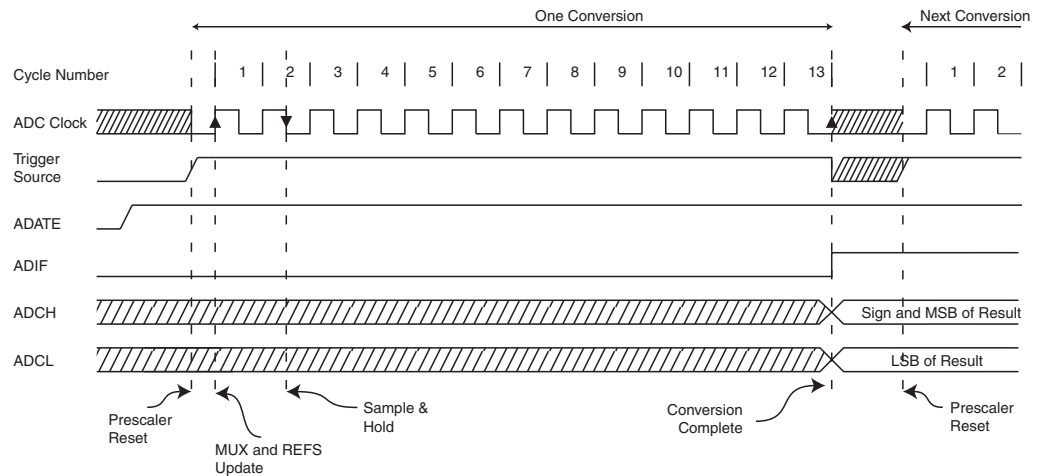 One Conversion
Next Conversion
Cycle Number
1 2 3 4 5 6 7 8 9 10 11 12 13 1 2
ADC Clock
Trigger
Source
ADATE
ADIF
ADCH
Sign and MSB of Result
ADCL
LSB of Result
Prescaler
Reset
MUX and REFS
Update
Sample &
Hold
Conversion
Complete
Prescaler
Reset